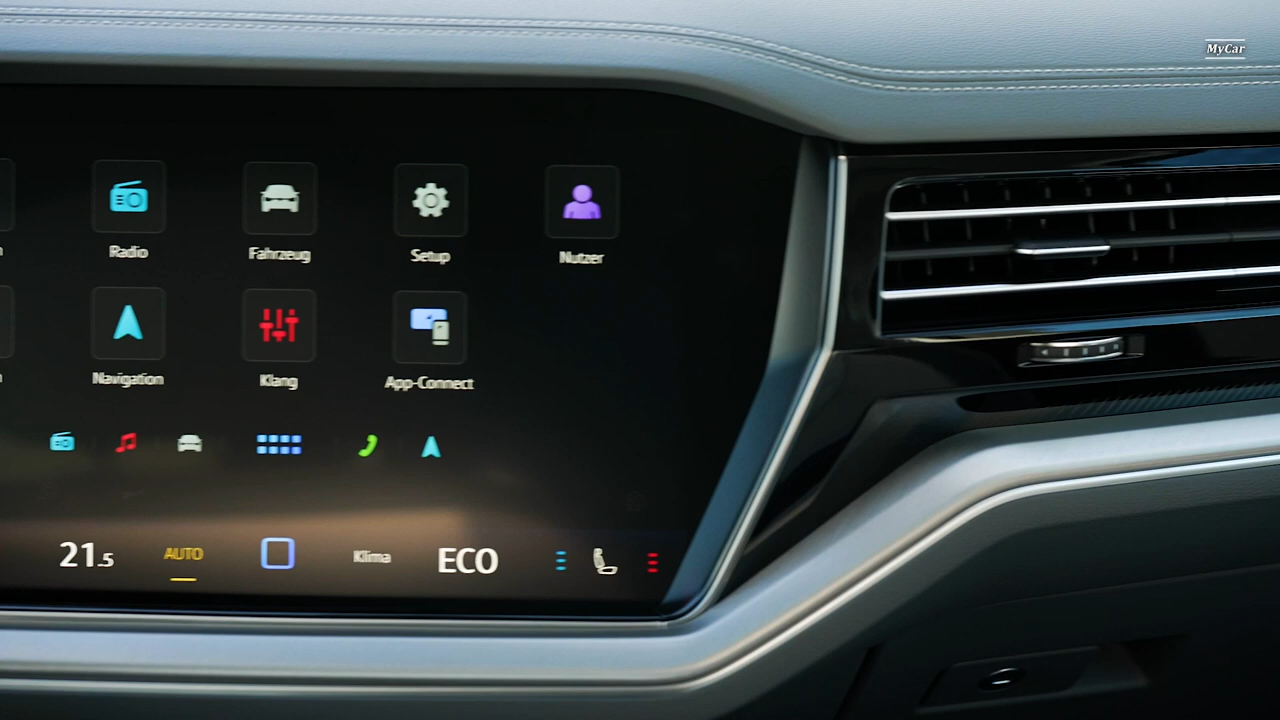 MyCar
Radio
Fahrzeug
Setup
Nutzer
Navigation
Klang
App-Connect
21.5
AUTO
Klima
ECO